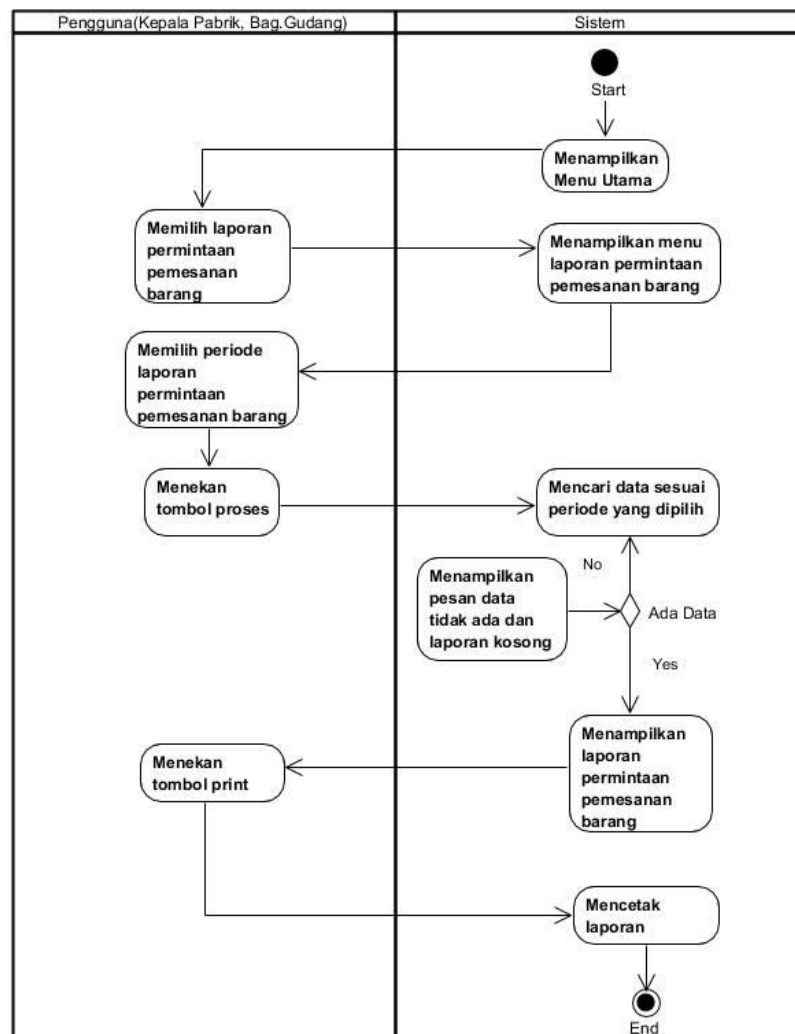 Pengguna(Kepala Pabrik, Bag.Gudang)
Sistem
Start
Menampilkan
Menu Utama
Memilih laporan
permintaan
pemesanan
barang
Menampilkan menu
laporan permintaan
pemesanan barang
Memilih periode
laporan
permintaan
pemesanan barang
Menekan
tombol proses
Mencari data sesuai
periode yang dipilih
No
Menampilkan
pesan data
tidak ada dan
laporan kosong
Ada Data
Yes
Menampilkan
laporan
permintaan
pemesanan
barang
Menekan
tombol print
Mencetak
laporan
End